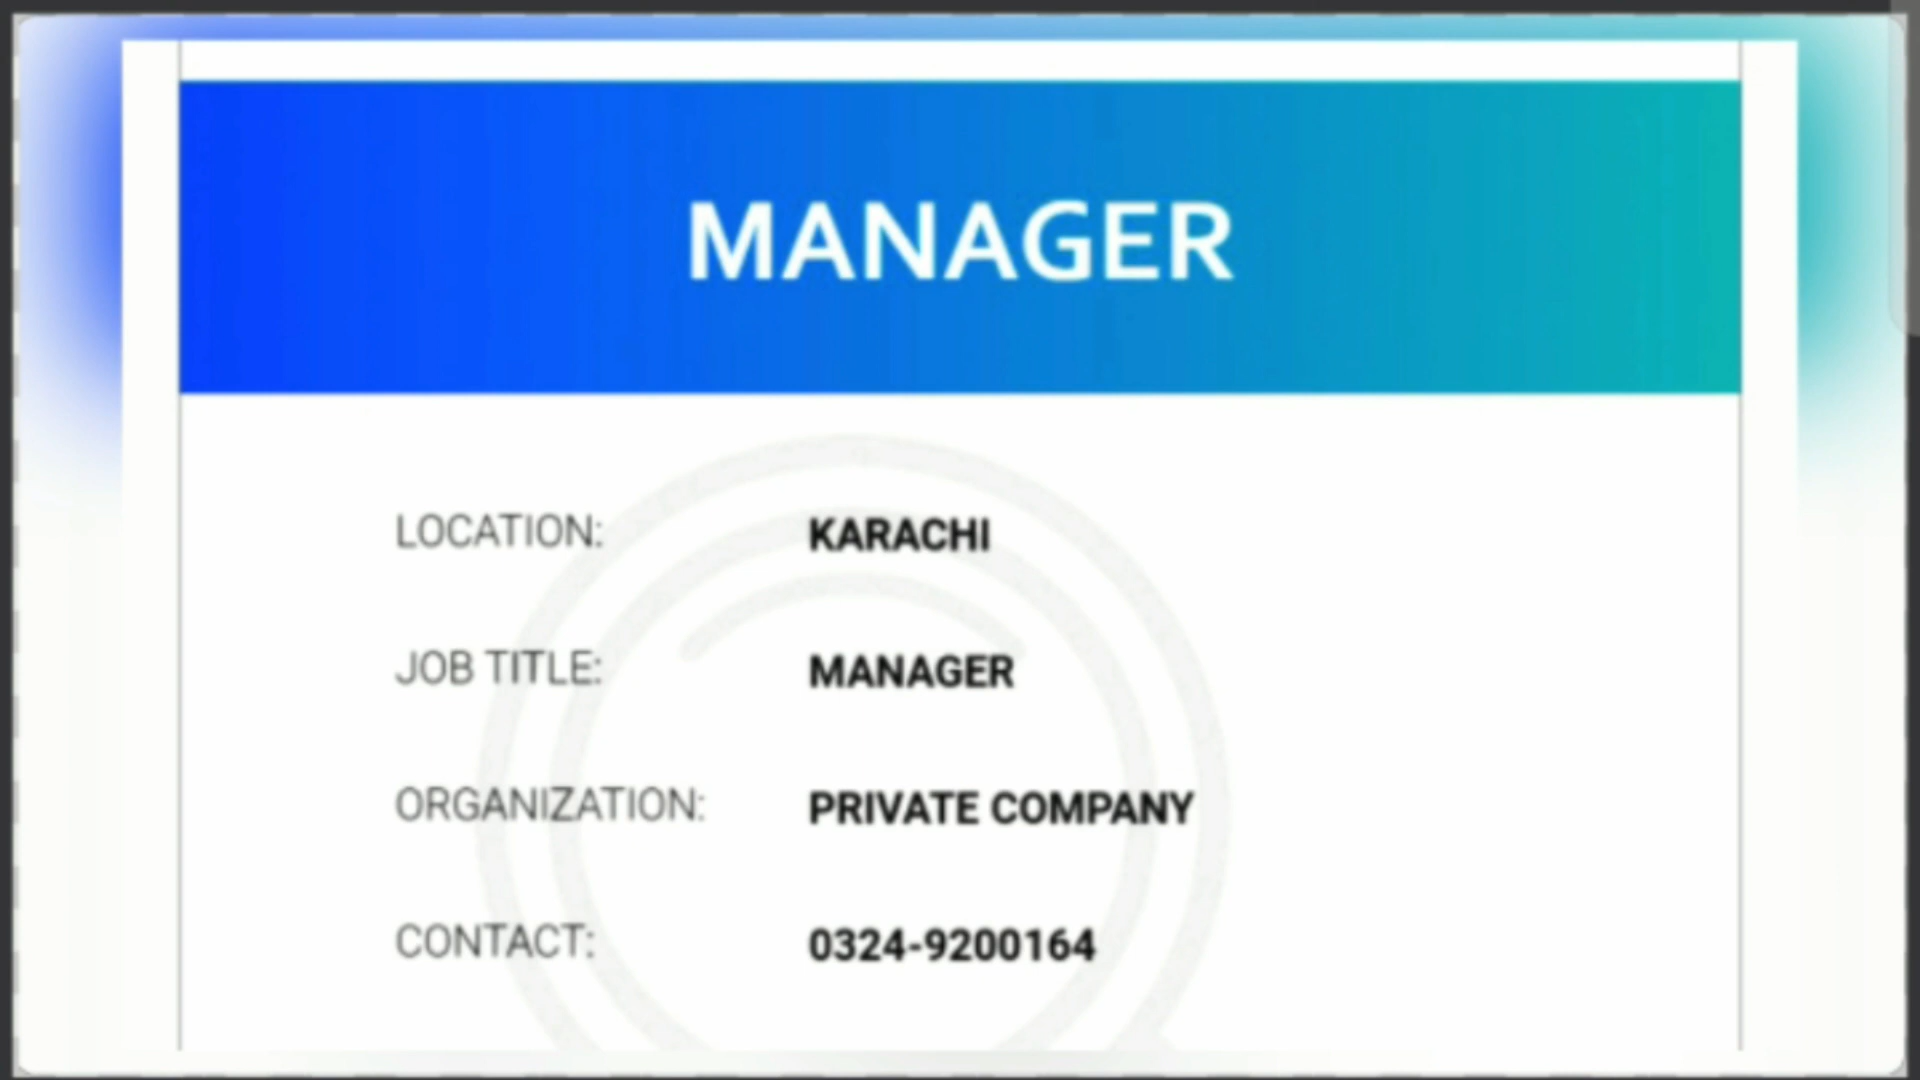 MANAGER
LOCATION: KARACHI
JOB TITLE: MANAGER
ORGANIZATION: PRIVATE COMPANY
CONTACT: 0324-9200164